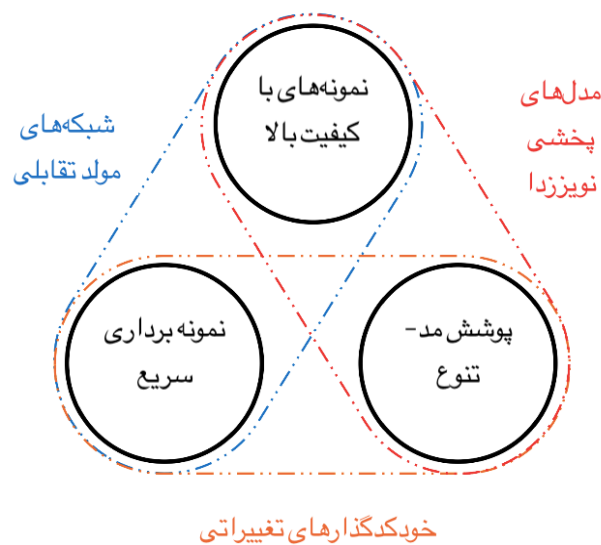 نمونه‌های با
کیفیت بالا
مدل‌های
پخشی
نویززدا
شبکه‌های
مولد تقابلی
پوشش مد-
تنوع
نمونه برداری
سریع
خودکدگذارهای تغییراتی